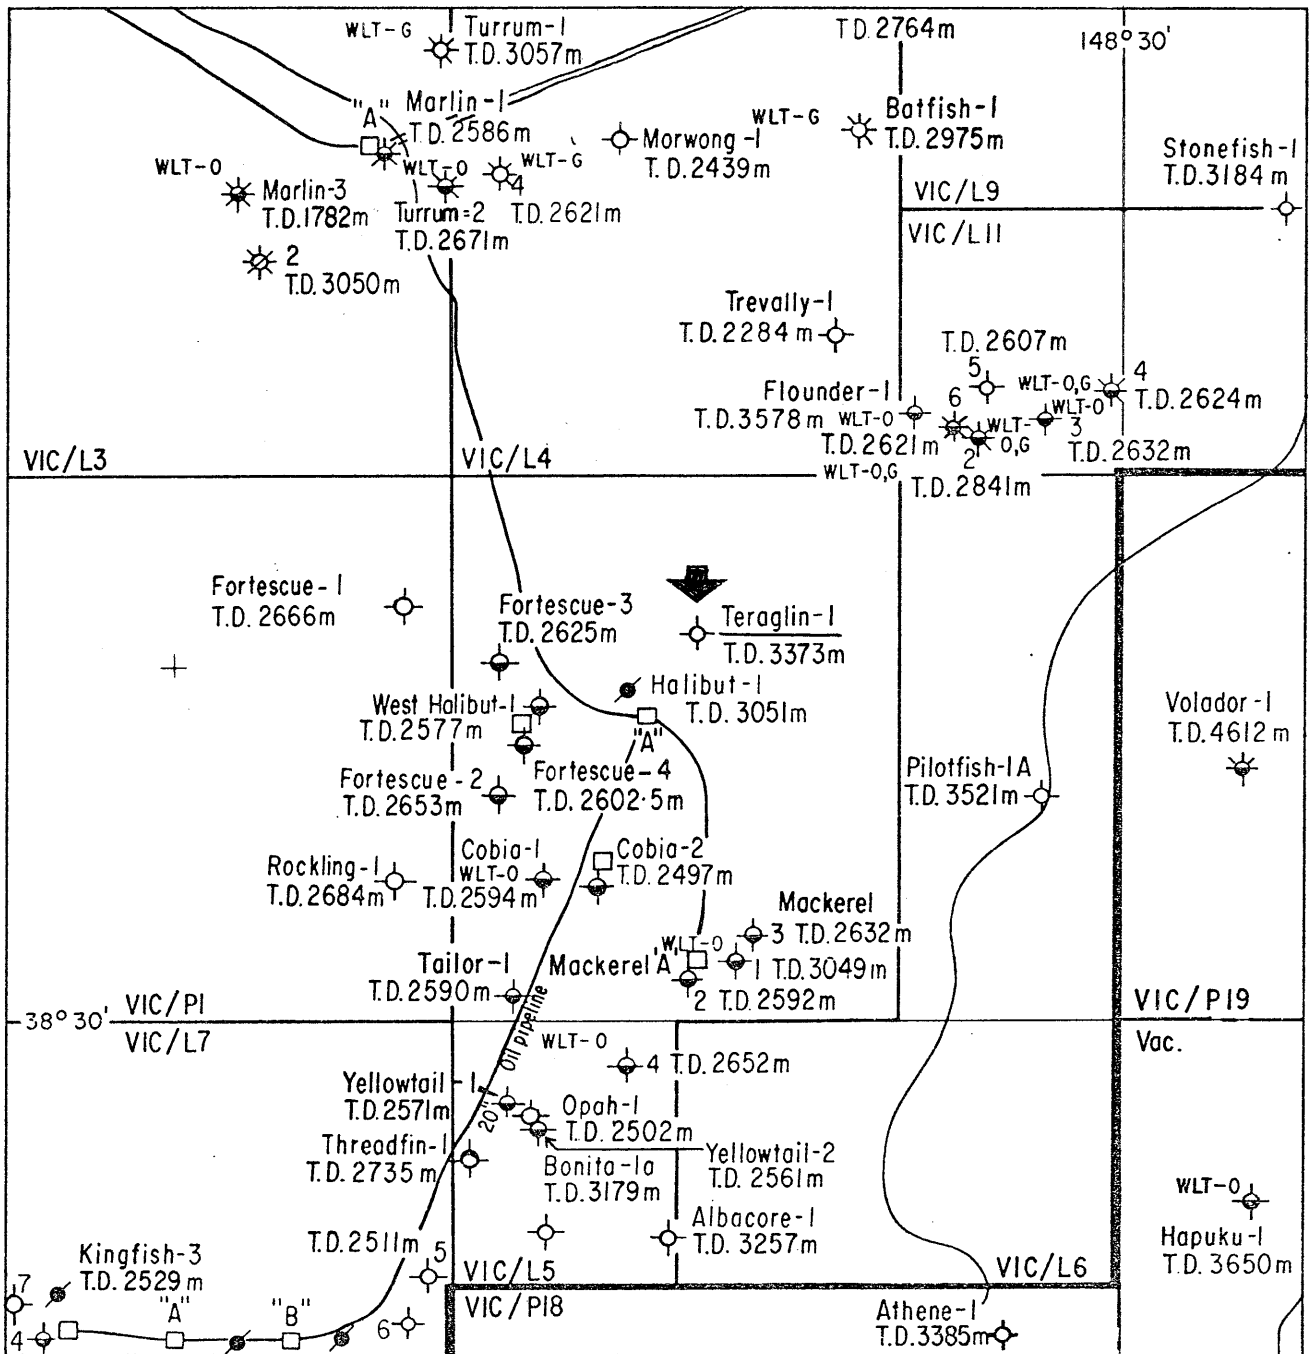 WLT-G
Turrum-1
T.D. 3057m
T.D. 2764m
148°30'
"A"
Marlin-1
T.D. 2586m
WLT-O
WLT-G
4
T.D. 2621m
Morwong-1
T.D. 2439m
WLT-G
Batfish-1
T.D. 2975m
Stonefish-1
T.D. 3184m
WLT-O
Marlin-3
T.D. 1782m
Turrum=2
T.D. 2671m
2
T.D. 3050m
VIC/L9
VIC/L11
Trevally-1
T.D. 2284m
T.D. 2607m
5
WLT-O,G
4
T.D. 2624m
Flounder-1
T.D. 3578m
WLT-O
6
T.D. 2621m
WLT-O,G
2
WLT-
O,G
T.D. 2841m
WLT-O
3
T.D. 2632m
VIC/L3
VIC/L4
Fortescue-1
T.D. 2666m
Fortescue-3
T.D. 2625m
Teraglin-1
T.D. 3373m
Halibut-1
T.D. 3051m
"A"
West Halibut-1
T.D. 2577m
Volador-1
T.D. 4612m
Fortescue-2
T.D. 2653m
Fortescue-4
T.D. 2602·5m
Pilotfish-1A
T.D. 3521m
Rockling-1
T.D. 2684m
Cobia-1
WLT-O
T.D. 2594m
Cobia-2
T.D. 2497m
Mackerel
3 T.D. 2632m
WLT-O
Mackerel 'A'
1 T.D. 3049m
2 T.D. 2592m
Tailor-1
T.D. 2590m
VIC/P1
38°30'
VIC/L7
VIC/P19
Vac.
20" Oil pipeline
WLT-O
4 T.D. 2652m
Yellowtail-1
T.D. 2571m
Opah-1
T.D. 2502m
Threadfin-1
T.D. 2735m
Yellowtail-2
T.D. 2561m
Bonita-1a
T.D. 3179m
Albacore-1
T.D. 3257m
WLT-O
Hapuku-1
T.D. 3650m
T.D. 2511m
5
Kingfish-3
T.D. 2529m
7
"A"
"B"
4
6
VIC/L5
VIC/L6
VIC/P18
Athene-1
T.D. 3385m